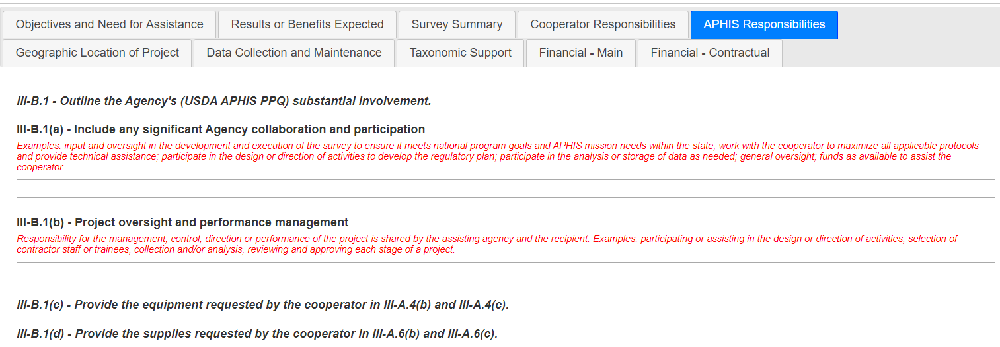 Objectives and Need for Assistance
Results or Benefits Expected
Survey Summary
Cooperator Responsibilities
APHIS Responsibilities
Geographic Location of Project
Data Collection and Maintenance
Taxonomic Support
Financial - Main
Financial - Contractual
III-B.1 - Outline the Agency's (USDA APHIS PPQ) substantial involvement.
III-B.1(a) - Include any significant Agency collaboration and participation
Examples: input and oversight in the development and execution of the survey to ensure it meets national program goals and APHIS mission needs within the state; work with the cooperator to maximize all applicable protocols
and provide technical assistance; participate in the design or direction of activities to develop the regulatory plan; participate in the analysis or storage of data as needed; general oversight; funds as available to assist the
cooperator.
III-B.1(b) - Project oversight and performance management
Responsibility for the management, control, direction or performance of the project is shared by the assisting agency and the recipient. Examples: participating or assisting in the design or direction of activities, selection of
contractor staff or trainees, collection and/or analysis, reviewing and approving each stage of a project.
III-B.1(c) - Provide the equipment requested by the cooperator in III-A.4(b) and III-A.4(c).
III-B.1(d) - Provide the supplies requested by the cooperator in III-A.6(b) and III-A.6(c).